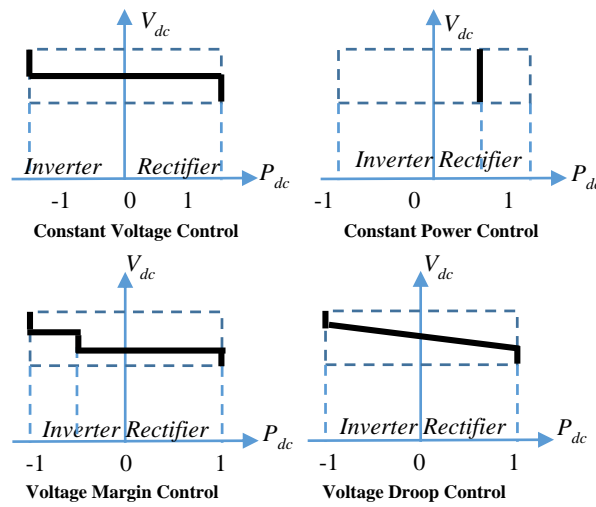 V_dc
Inverter Rectifier P_dc
-1 0 1
Constant Voltage Control
V_dc
Inverter Rectifier P_dc
-1 0 1
Constant Power Control
V_dc
Inverter Rectifier P_dc
-1 0 1
Voltage Margin Control
V_dc
Inverter Rectifier P_dc
-1 0 1
Voltage Droop Control